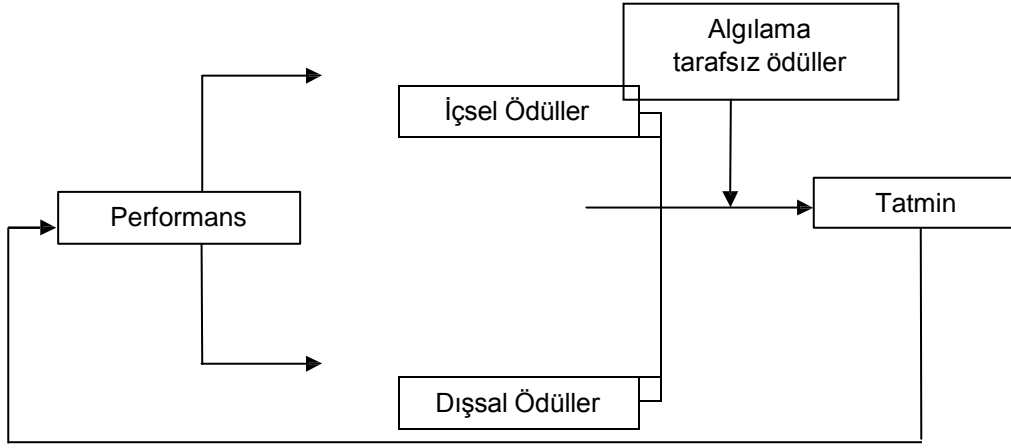 Algılama
tarafsız ödüller
İçsel Ödüller
Performans
Tatmin
Dışsal Ödüller